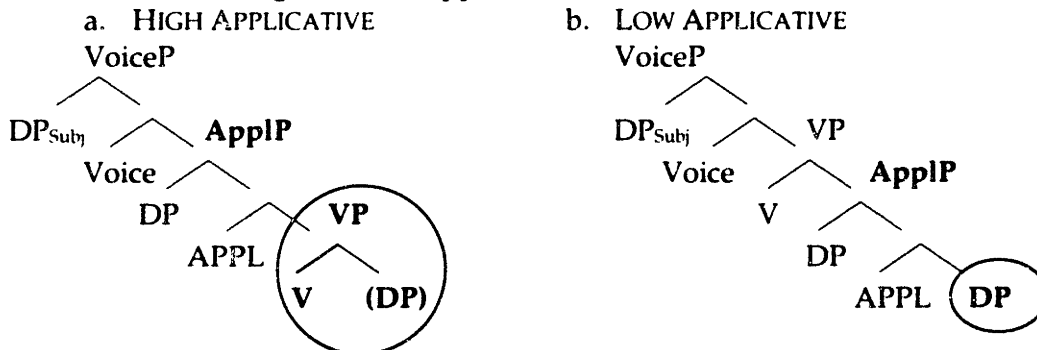 a. HIGH APPLICATIVE b. LOW APPLICATIVE
VoiceP VoiceP
DPSubj ApplP DPSubj VP
Voice Voice ApplP
DP VP V
APPL DP
V (DP) APPL DP